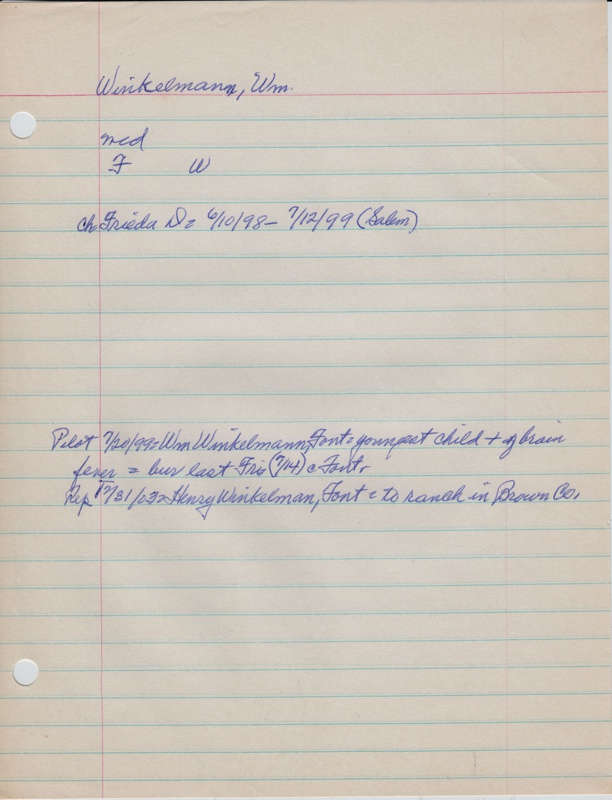 Winkelmann, Wm.
md
F W
ch Frieda D = 6/10/98 - 7/12/99 (Salem)
Pilot 7/20/99 = Wm Winkelmann, Font = youngest child + of brain
fever = bur last Fri (7/14) c Font.
Rep 12/31/03 = Henry Winkelman, Font = to ranch in Brown Co.